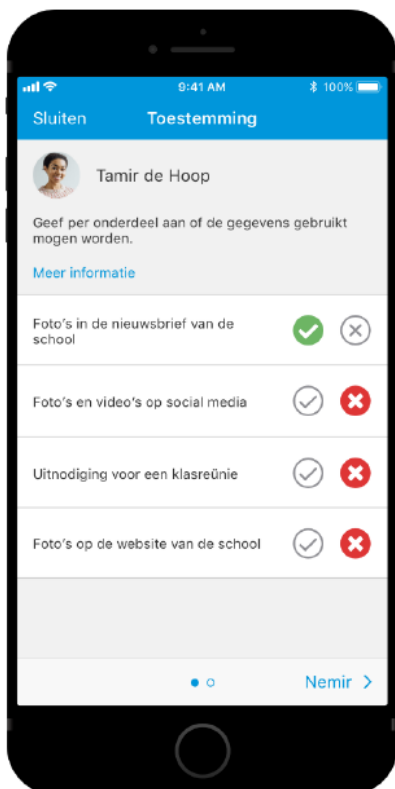 9:41 AM
100%
Sluiten
Toestemming
Tamir de Hoop
Geef per onderdeel aan of de gegevens gebruikt
mogen worden.
Meer informatie
Foto's in de nieuwsbrief van de
school
Foto's en video's op social media
Uitnodiging voor een klasreünie
Foto's op de website van de school
Nemir